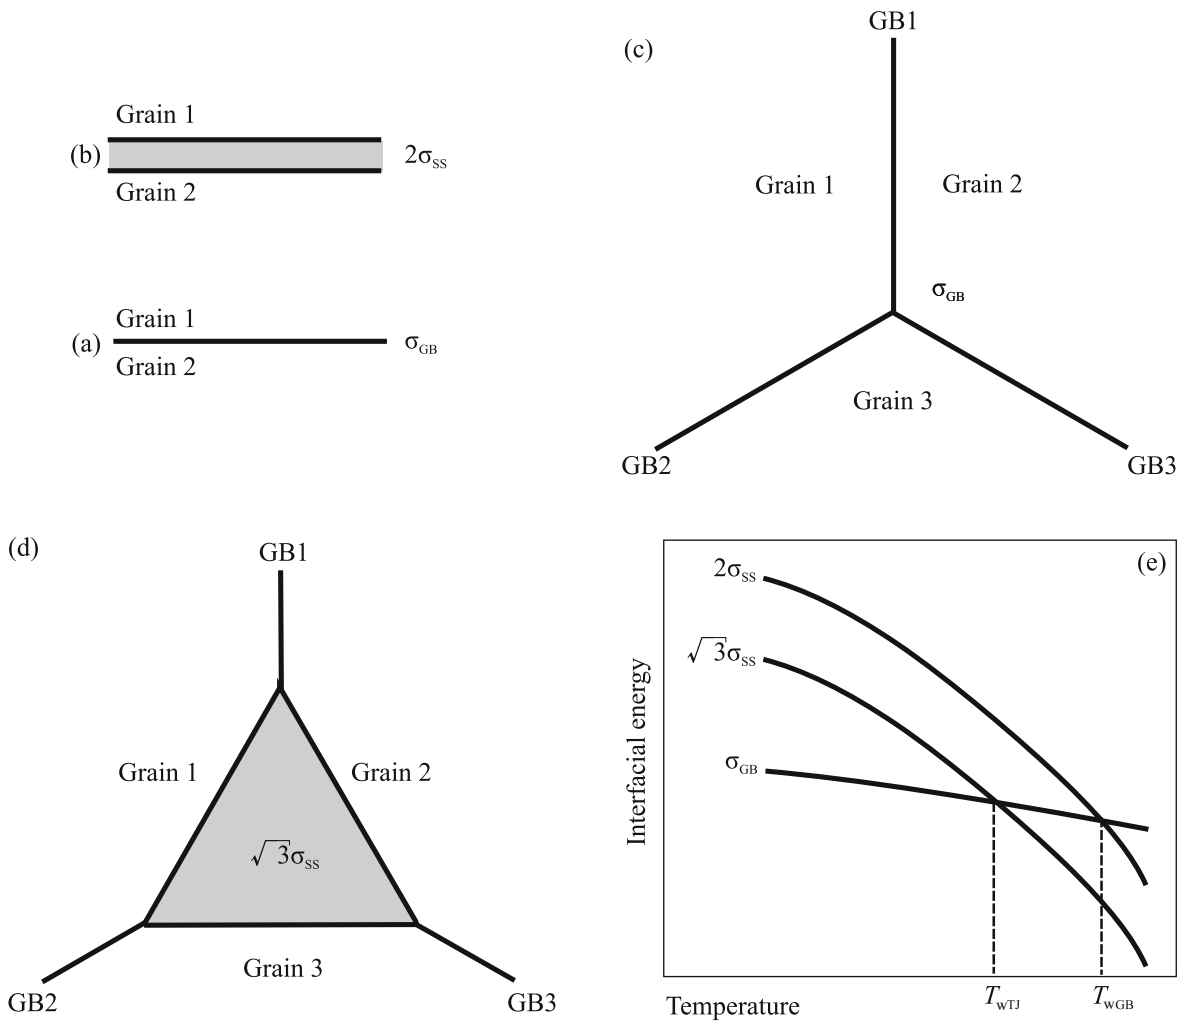 (b)
Grain 1
Grain 2
2σSS
(a)
Grain 1
Grain 2
σGB
(c)
GB1
Grain 1
Grain 2
σGB
Grain 3
GB2
GB3
(d)
GB1
Grain 1
Grain 2
√3σSS
Grain 3
GB2
GB3
(e)
2σSS
√3σSS
σGB
Interfacial energy
Temperature
TwTJ
TwGB